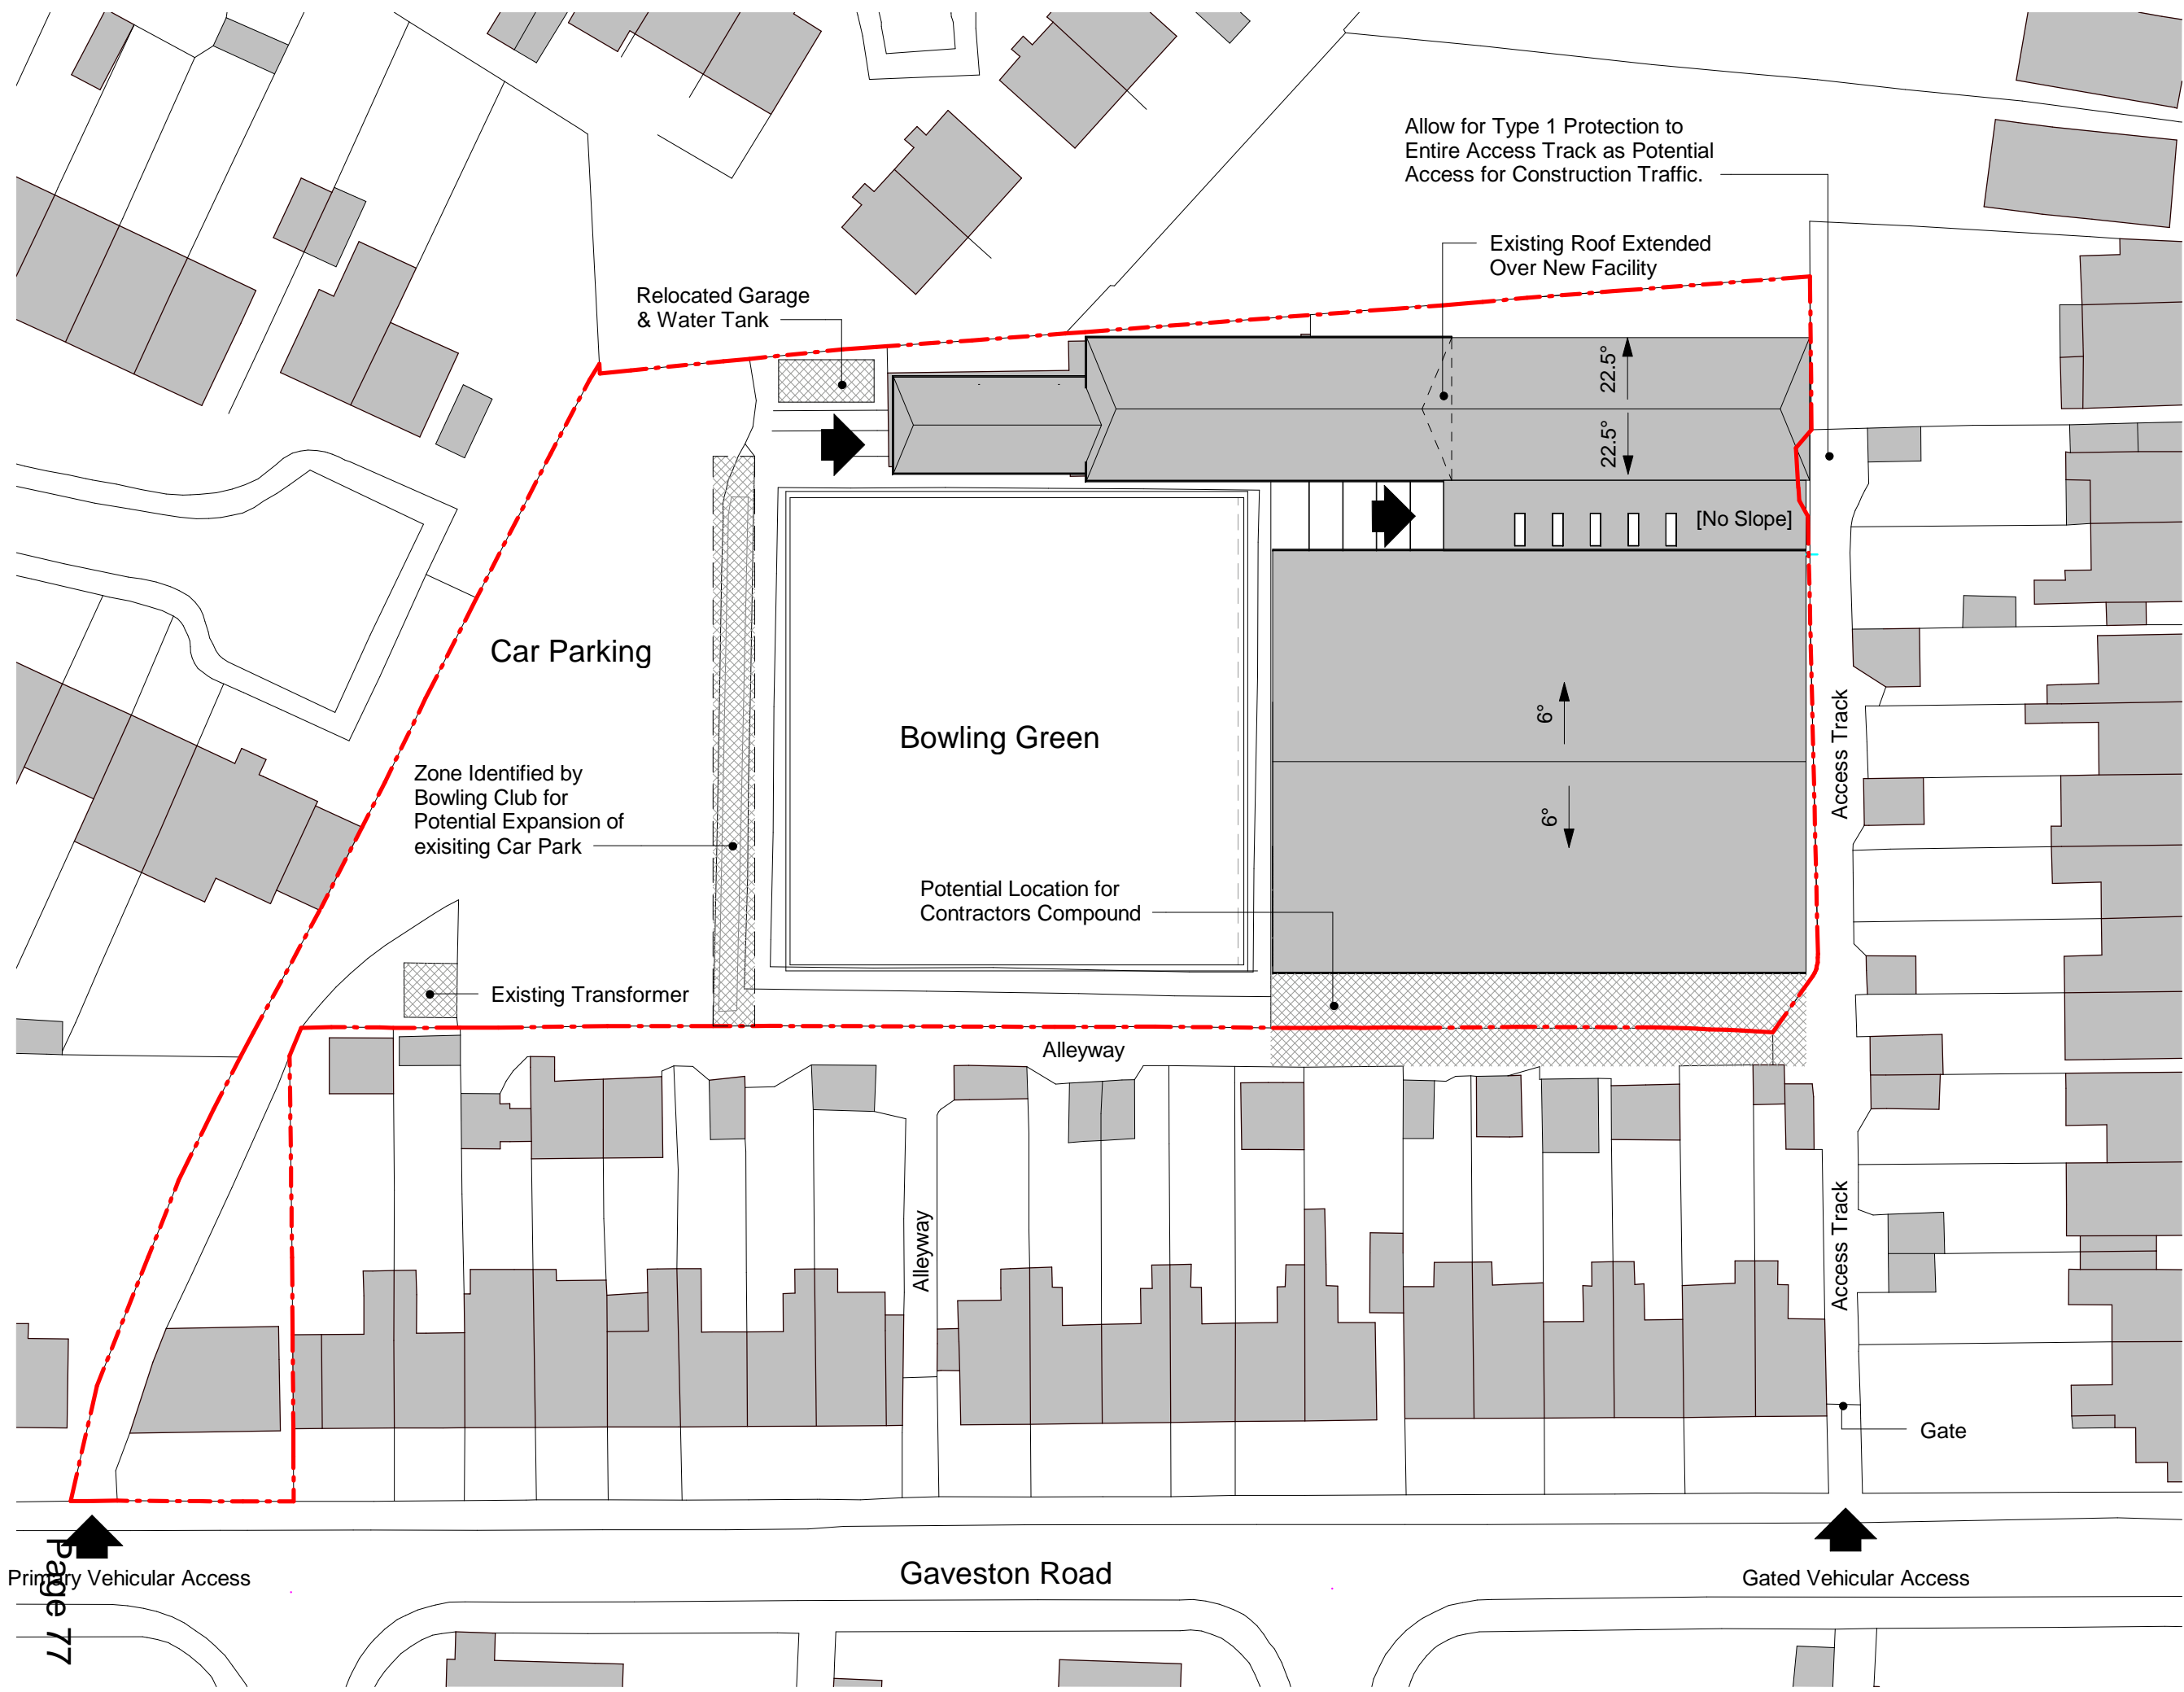 Allow for Type 1 Protection to
Entire Access Track as Potential
Access for Construction Traffic.
Existing Roof Extended
Over New Facility
Relocated Garage
& Water Tank
22.5°
22.5°
[No Slope]
Car Parking
Bowling Green
6°
6°
Access Track
Zone Identified by
Bowling Club for
Potential Expansion of
exisiting Car Park
Potential Location for
Contractors Compound
Existing Transformer
Alleyway
Alleyway
Access Track
Gate
Primary Vehicular Access
Gaveston Road
Gated Vehicular Access
Page 77